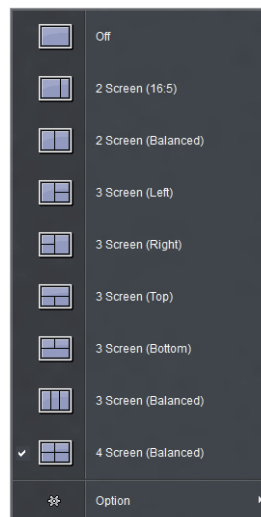 Off
2 Screen (16:5)
2 Screen (Balanced)
3 Screen (Left)
3 Screen (Right)
3 Screen (Top)
3 Screen (Bottom)
3 Screen (Balanced)
4 Screen (Balanced)
Option